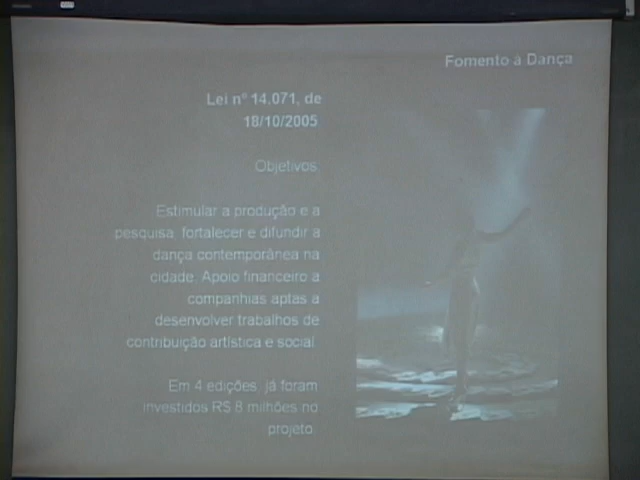 Fomento à Dança
Lei nº 14.071, de
18/10/2005
Objetivos:
Estimular a produção e a
pesquisa, fortalecer e difundir a
dança contemporânea na
cidade. Apoio financeiro a
companhias aptas a
desenvolver trabalhos de
contribuição artística e social.
Em 4 edições, já foram
investidos R$ 8 milhões no
projeto.